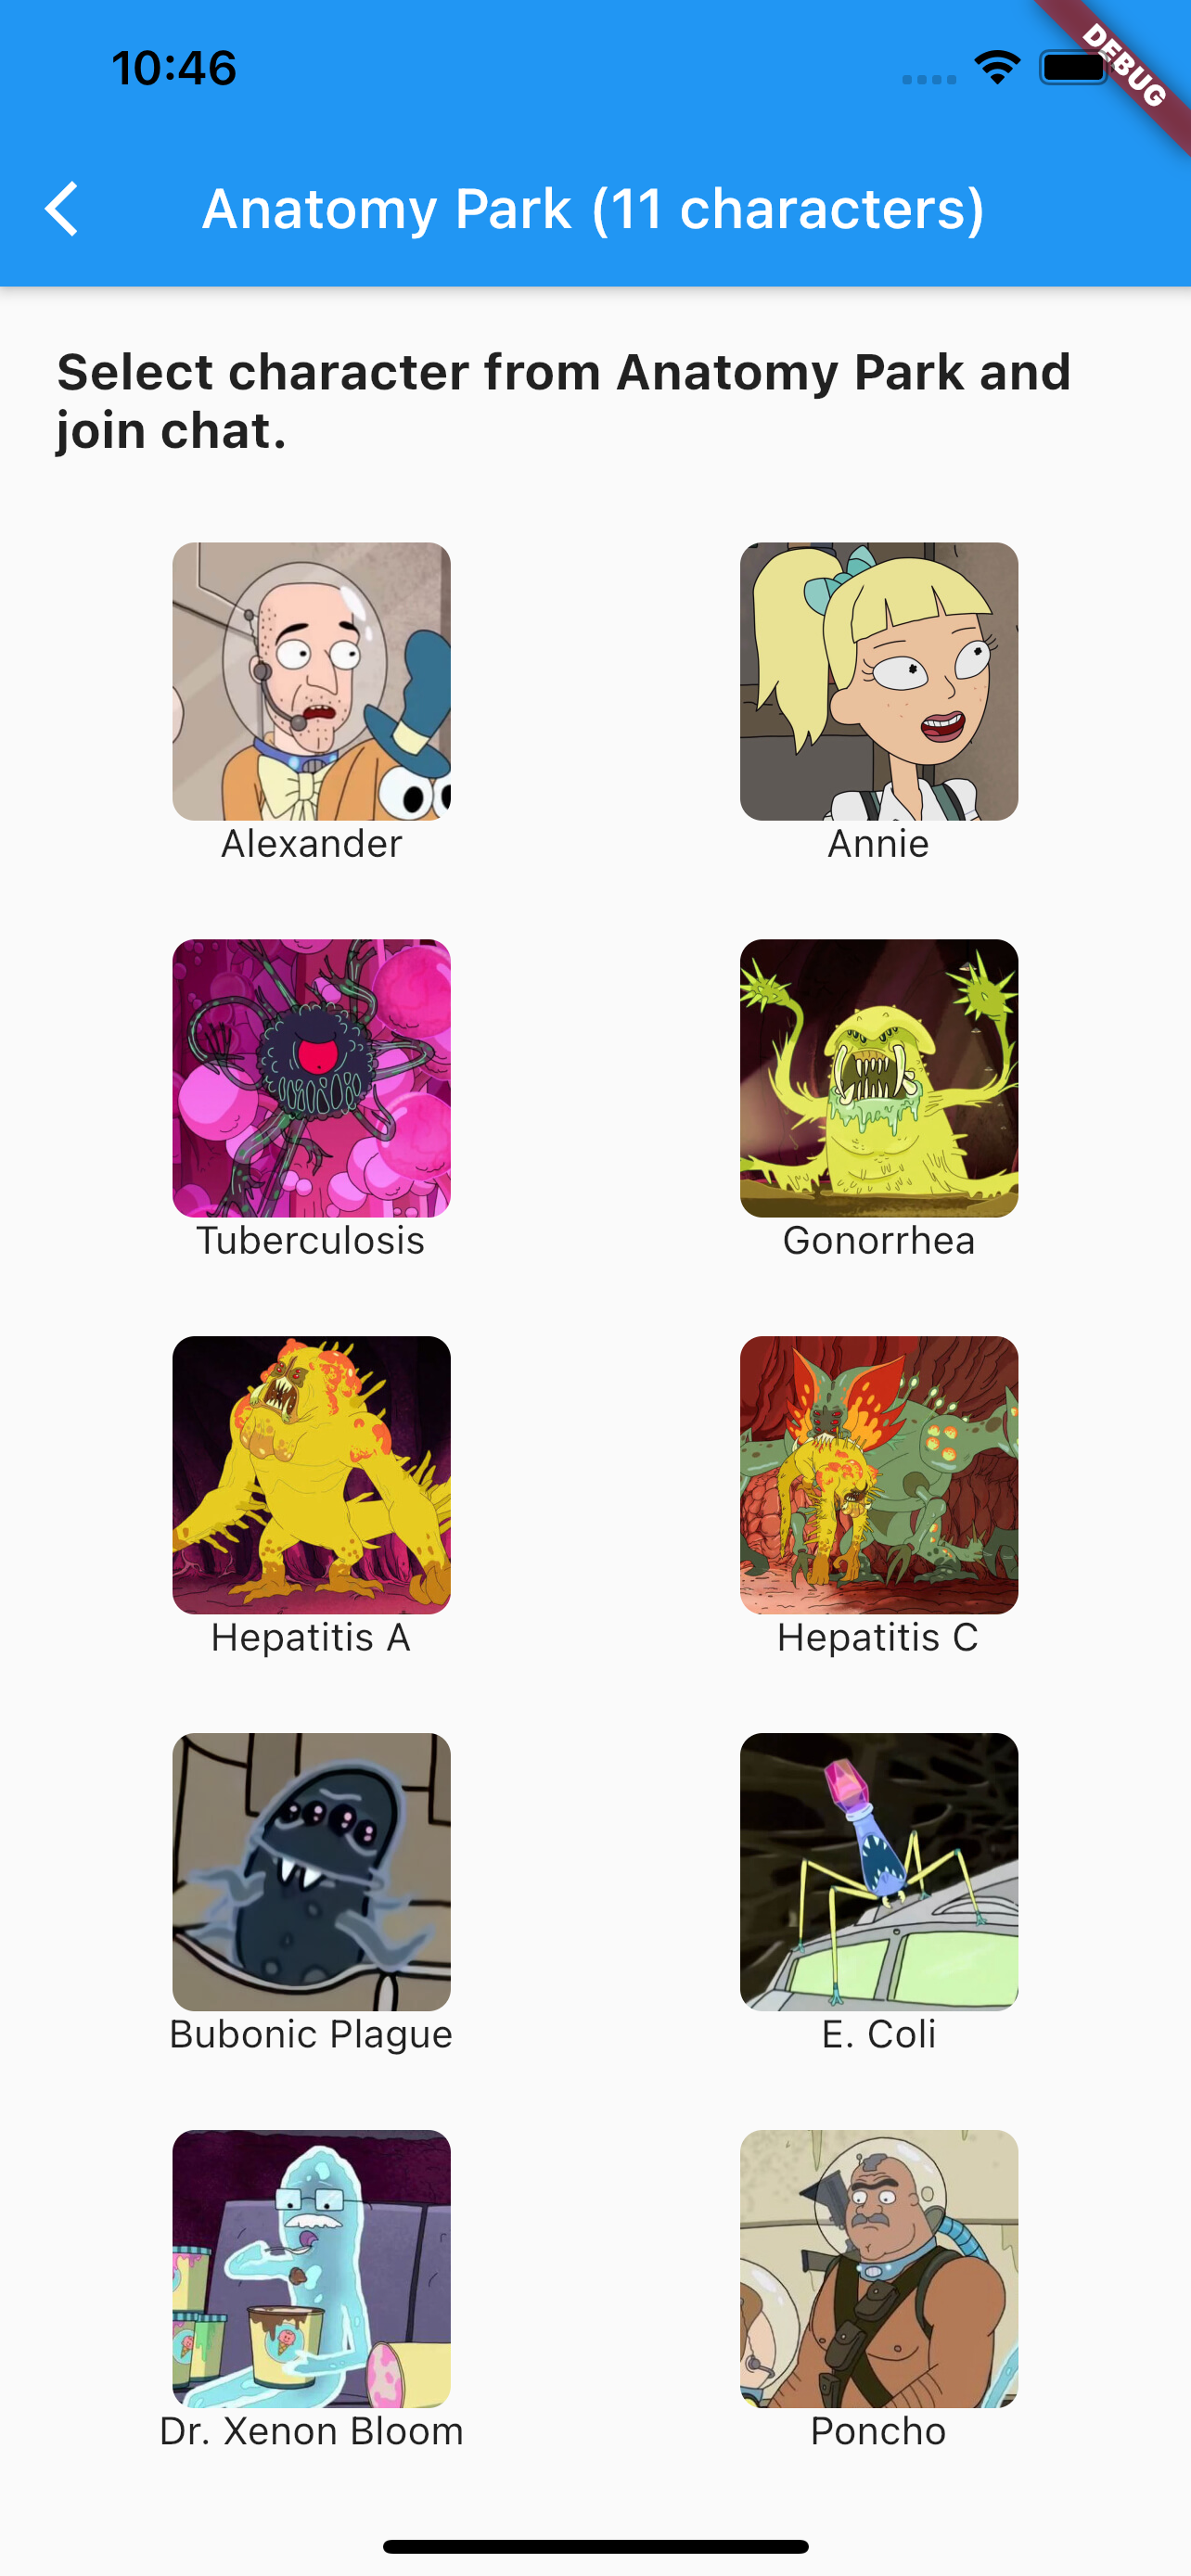 10:46
DEBUG
Anatomy Park (11 characters)
Select character from Anatomy Park and
join chat.
Alexander
Annie
Tuberculosis
Gonorrhea
Hepatitis A
Hepatitis C
Bubonic Plague
E. Coli
Dr. Xenon Bloom
Poncho